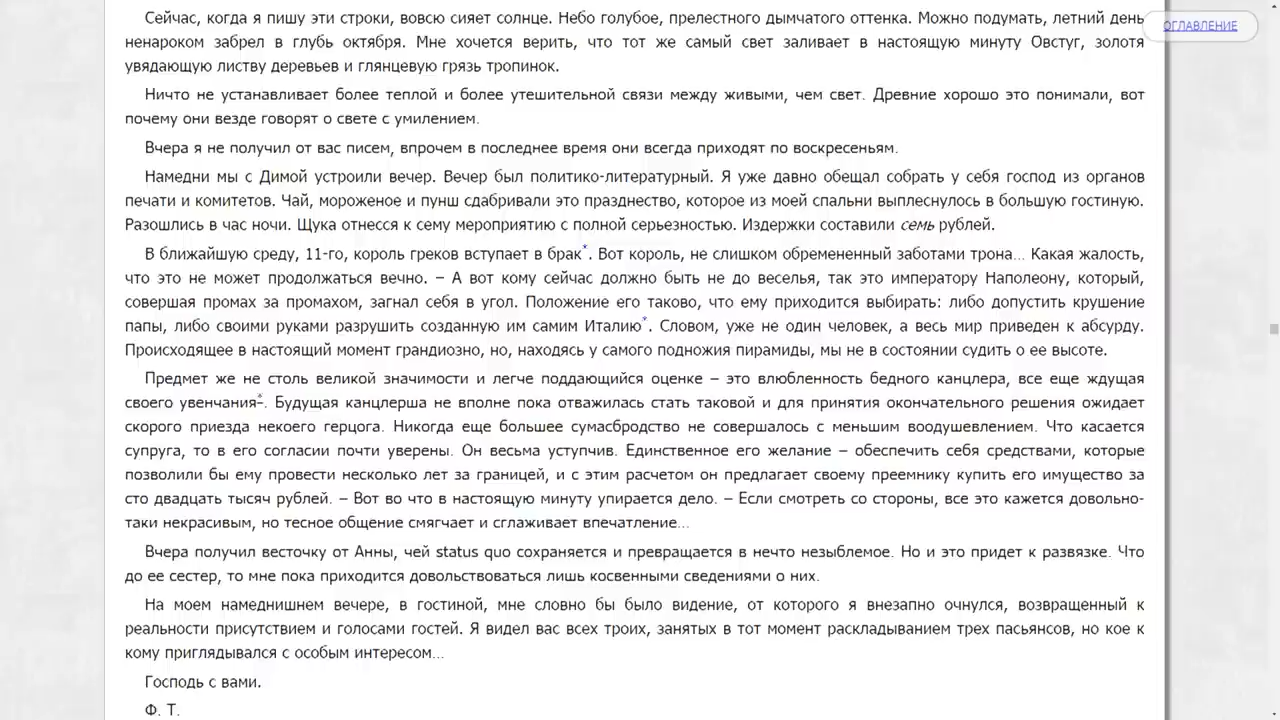 Сейчас, когда я пишу эти строки, вовсю сияет солнце. Небо голубое, прелестного дымчатого оттенка. Можно подумать, летний день
ОГЛАВЛЕНИЕ
ненароком забрел в глубь октября. Мне хочется верить, что тот же самый свет заливает в настоящую минуту Овстуг, золотя
увядающую листву деревьев и глянцевую грязь тропинок.
Ничто не устанавливает более теплой и более утешительной связи между живыми, чем свет. Древние хорошо это понимали, вот
почему они везде говорят о свете с умилением.
Вчера я не получил от вас писем, впрочем в последнее время они всегда приходят по воскресеньям.
Намедни мы с Димой устроили вечер. Вечер был политико-литературный. Я уже давно обещал собрать у себя господ из органов
печати и комитетов. Чай, мороженое и пунш сдабривали это празднество, которое из моей спальни выплеснулось в большую гостиную.
Разошлись в час ночи. Щука отнесся к сему мероприятию с полной серьезностью. Издержки составили семь рублей.
В ближайшую среду, 11-го, король греков вступает в брак*. Вот король, не слишком обремененный заботами трона... Какая жалость,
что это не может продолжаться вечно. – А вот кому сейчас должно быть не до веселья, так это императору Наполеону, который,
совершая промах за промахом, загнал себя в угол. Положение его таково, что ему приходится выбирать: либо допустить крушение
папы, либо своими руками разрушить созданную им самим Италию*. Словом, уже не один человек, а весь мир приведен к абсурду.
Происходящее в настоящий момент грандиозно, но, находясь у самого подножия пирамиды, мы не в состоянии судить о ее высоте.
Предмет же не столь великой значимости и легче поддающийся оценке – это влюбленность бедного канцлера, все еще ждущая
своего увенчания*. Будущая канцлерша не вполне пока отважилась стать таковой и для принятия окончательного решения ожидает
скорого приезда некоего герцога. Никогда еще большее сумасбродство не совершалось с меньшим воодушевлением. Что касается
супруга, то в его согласии почти уверены. Он весьма уступчив. Единственное его желание – обеспечить себя средствами, которые
позволили бы ему провести несколько лет за границей, и с этим расчетом он предлагает своему преемнику купить его имущество за
сто двадцать тысяч рублей. – Вот во что в настоящую минуту упирается дело. – Если смотреть со стороны, все это кажется довольно-
таки некрасивым, но тесное общение смягчает и сглаживает впечатление...
Вчера получил весточку от Анны, чей status quo сохраняется и превращается в нечто незыблемое. Но и это придет к развязке. Что
до ее сестер, то мне пока приходится довольствоваться лишь косвенными сведениями о них.
На моем намеднишнем вечере, в гостиной, мне словно бы было видение, от которого я внезапно очнулся, возвращенный к
реальности присутствием и голосами гостей. Я видел вас всех троих, занятых в тот момент раскладыванием трех пасьянсов, но кое к
кому приглядывался с особым интересом...
Господь с вами.
Ф. Т.